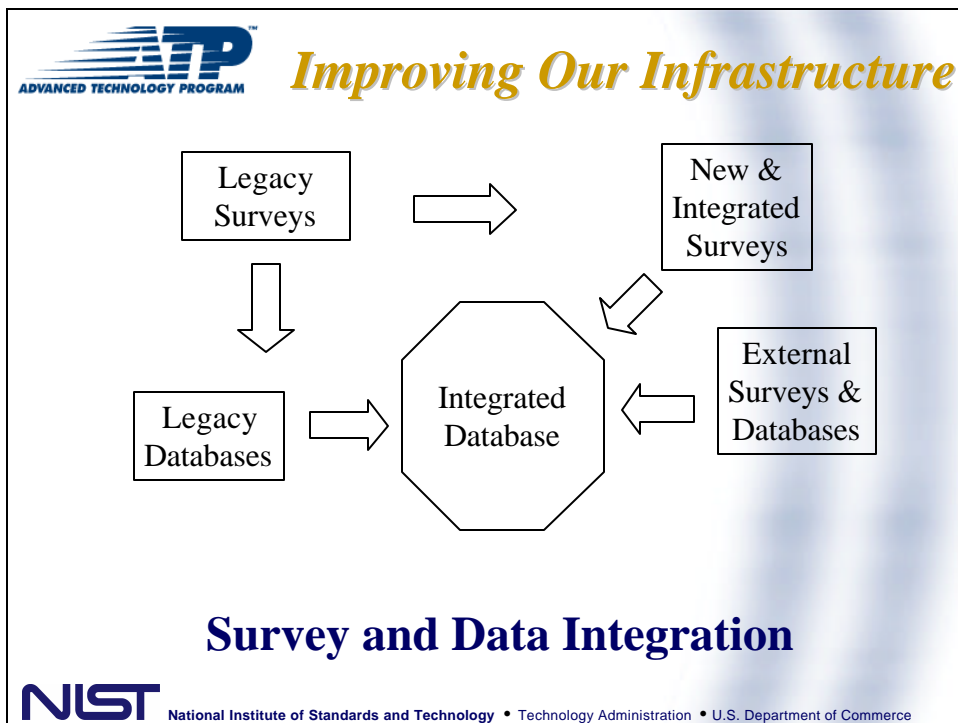 ATP™
ADVANCED TECHNOLOGY PROGRAM
Improving Our Infrastructure
Legacy
Surveys
New &
Integrated
Surveys
Legacy
Databases
Integrated
Database
External
Surveys &
Databases
Survey and Data Integration
NIST
National Institute of Standards and Technology • Technology Administration • U.S. Department of Commerce